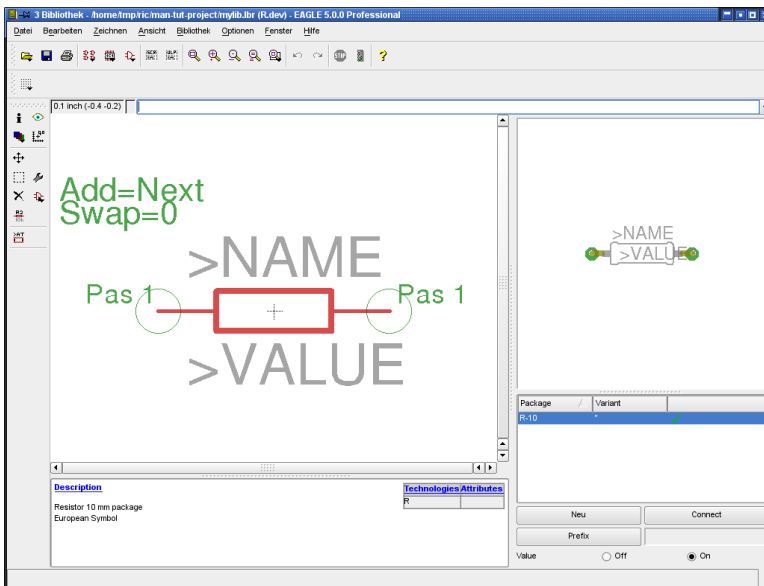 3 Bibliothek - /home/tmp/ric/man-tut-project/mylib.lbr (R.dev) - EAGLE 5.0.0 Professional
Datei Bearbeiten Zeichnen Ansicht Bibliothek Optionen Fenster Hilfe
STOP
0.1 inch (-0.4 -0.2)
Add=Next
Swap=0
>NAME
Pas 1 Pas 1
>VALUE
>NAME
>VALUE
Package Variant
R-10 "
Description
Resistor 10 mm package
European Symbol
Technologies Attributes
R
Neu Connect
Prefix
Value Off On